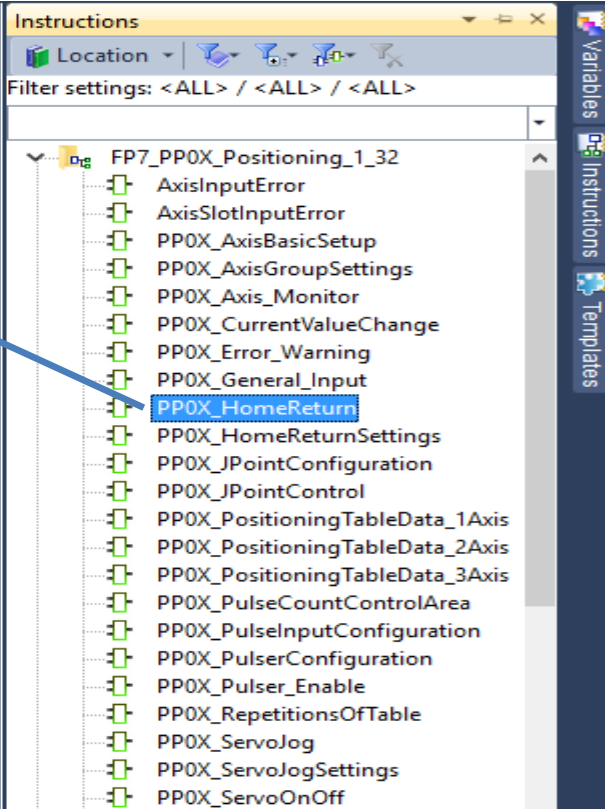 Instructions
Location
Filter settings: <ALL> / <ALL> / <ALL>
FP7_PP0X_Positioning_1_32
AxisInputError
AxisSlotInputError
PP0X_AxisBasicSetup
PP0X_AxisGroupSettings
PP0X_Axis_Monitor
PP0X_CurrentValueChange
PP0X_Error_Warning
PP0X_General_Input
PP0X_HomeReturn
PP0X_HomeReturnSettings
PP0X_JPointConfiguration
PP0X_JPointControl
PP0X_PositioningTableData_1Axis
PP0X_PositioningTableData_2Axis
PP0X_PositioningTableData_3Axis
PP0X_PulseCountControlArea
PP0X_PulseInputConfiguration
PP0X_PulserConfiguration
PP0X_Pulser_Enable
PP0X_RepetitionsOfTable
PP0X_ServoJog
PP0X_ServoJogSettings
PP0X_ServoOnOff
Variables
Instructions
Templates